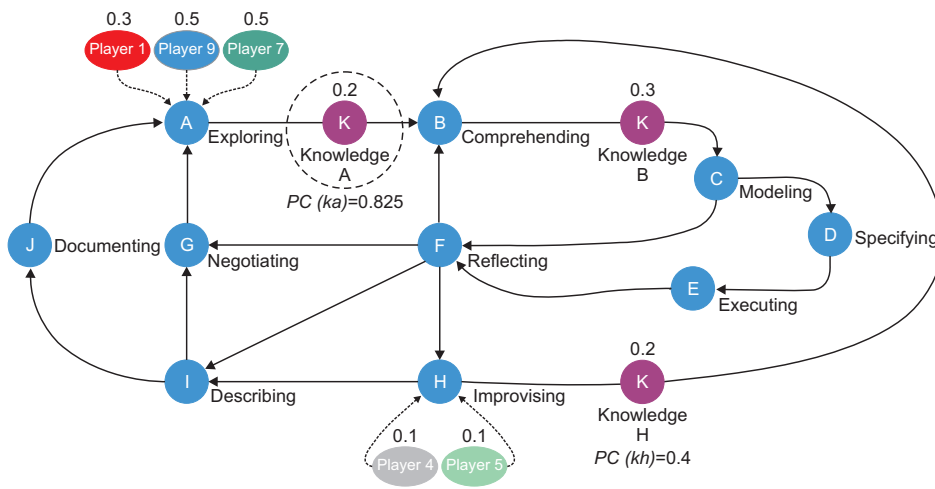 0.3 0.5 0.5
Player 1 Player 9 Player 7
0.2 0.3
A K B K
Exploring Comprehending
Knowledge
A
Knowledge
B
PC (ka)=0.825
C
Modeling
D
Specifying
J Documenting G F
Negotiating Reflecting
E
Executing
0.2
I H K
Describing Improvising
Knowledge
H
PC (kh)=0.4
0.1 0.1
Player 4 Player 5